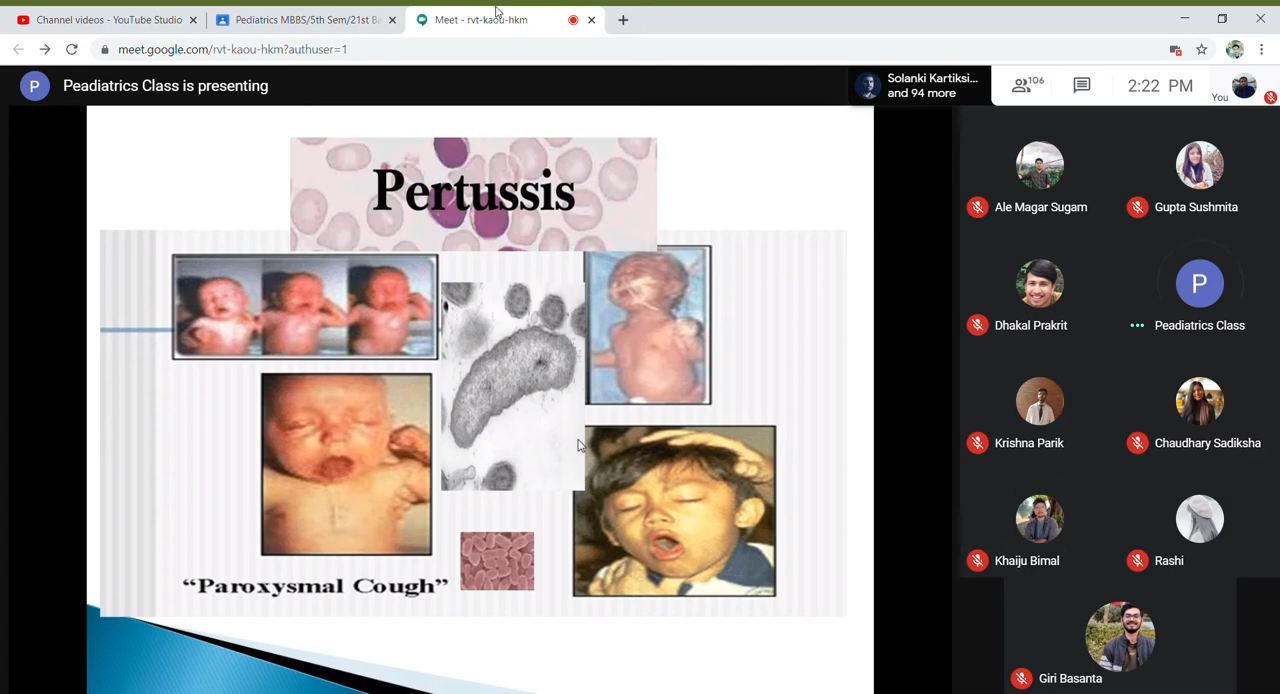 Channel videos - YouTube Studio
Pediatrics MBBS/5th Sem/21st Ba
Meet - rvt-kaou-hkm
meet.google.com/rvt-kaou-hkm?authuser=1
P
Peadiatrics Class is presenting
Solanki Kartiksi...
and 94 more
106
2:22 PM
You
Pertussis
"Paroxysmal Cough"
Ale Magar Sugam
Gupta Sushmita
Dhakal Prakrit
P
Peadiatrics Class
Krishna Parik
Chaudhary Sadiksha
Khaiju Bimal
Rashi
Giri Basanta